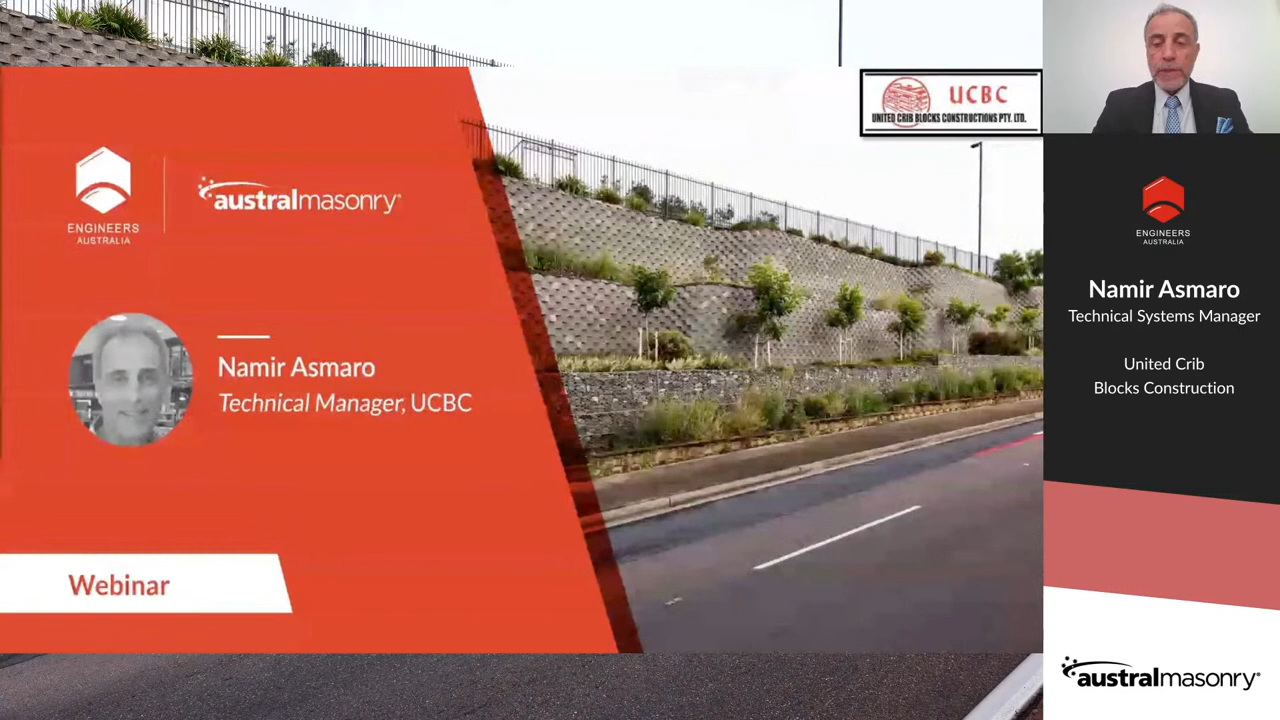 ENGINEERS
AUSTRALIA
australmasonry®
Namir Asmaro
Technical Manager, UCBC
Webinar
UCBC
UNITED CRIB BLOCKS CONSTRUCTIONS PTY. LTD.
ENGINEERS
AUSTRALIA
Namir Asmaro
Technical Systems Manager
United Crib
Blocks Construction
australmasonry®